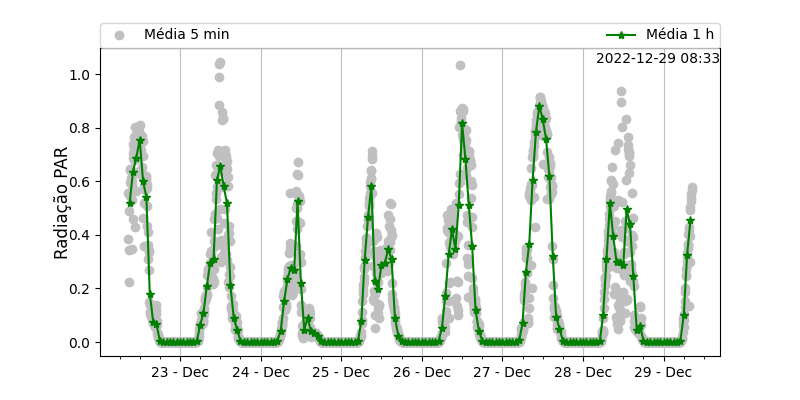 Média 5 min
Média 1 h
2022-12-29 08:33
Radiação PAR
1.0
0.8
0.6
0.4
0.2
0.0
23 - Dec
24 - Dec
25 - Dec
26 - Dec
27 - Dec
28 - Dec
29 - Dec